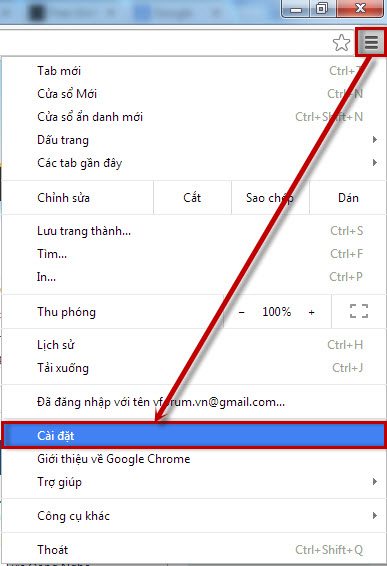 Google
Tab mới Ctrl+T
Cửa sổ Mới Ctrl+N
Cửa sổ ẩn danh mới Ctrl+Shift+N
Dấu trang
Các tab gần đây
Chỉnh sửa Cắt Sao chép Dán
Lưu trang thành... Ctrl+S
Tìm... Ctrl+F
In... Ctrl+P
Thu phóng − 100% +
Lịch sử Ctrl+H
Tải xuống Ctrl+J
Đã đăng nhập với tên vforum.vn@gmail.com...
Cài đặt
Giới thiệu về Google Chrome
Trợ giúp
Công cụ khác
Thoát Ctrl+Shift+Q